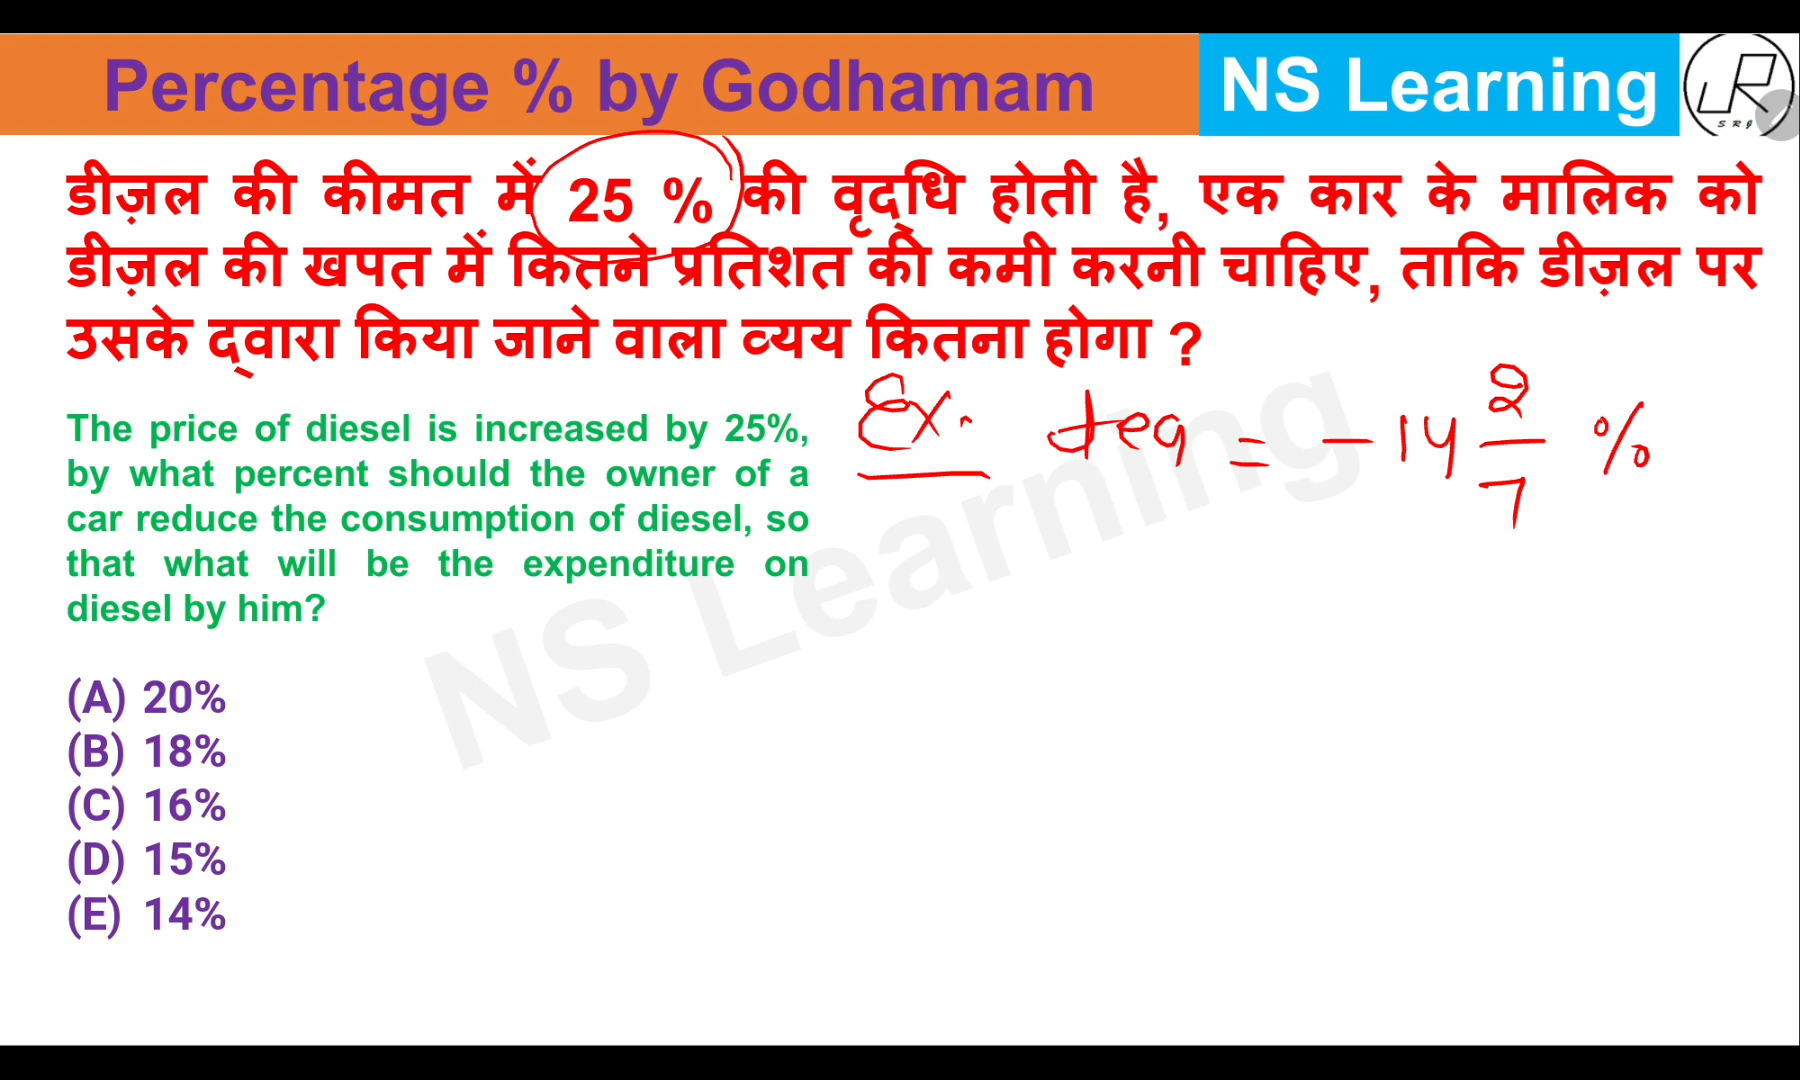 Percentage % by Godhamam
NS Learning
S R J
डीज़ल की कीमत में 25 % की वृद्धि होती है, एक कार के मालिक को
डीज़ल की खपत में कितने प्रतिशत की कमी करनी चाहिए, ताकि डीज़ल पर
उसके द्वारा किया जाने वाला व्यय कितना होगा ?
The price of diesel is increased by 25%,
by what percent should the owner of a
car reduce the consumption of diesel, so
that what will be the expenditure on
diesel by him?
Ex. = -14 2/7 %
NS Learning
(A) 20%
(B) 18%
(C) 16%
(D) 15%
(E) 14%